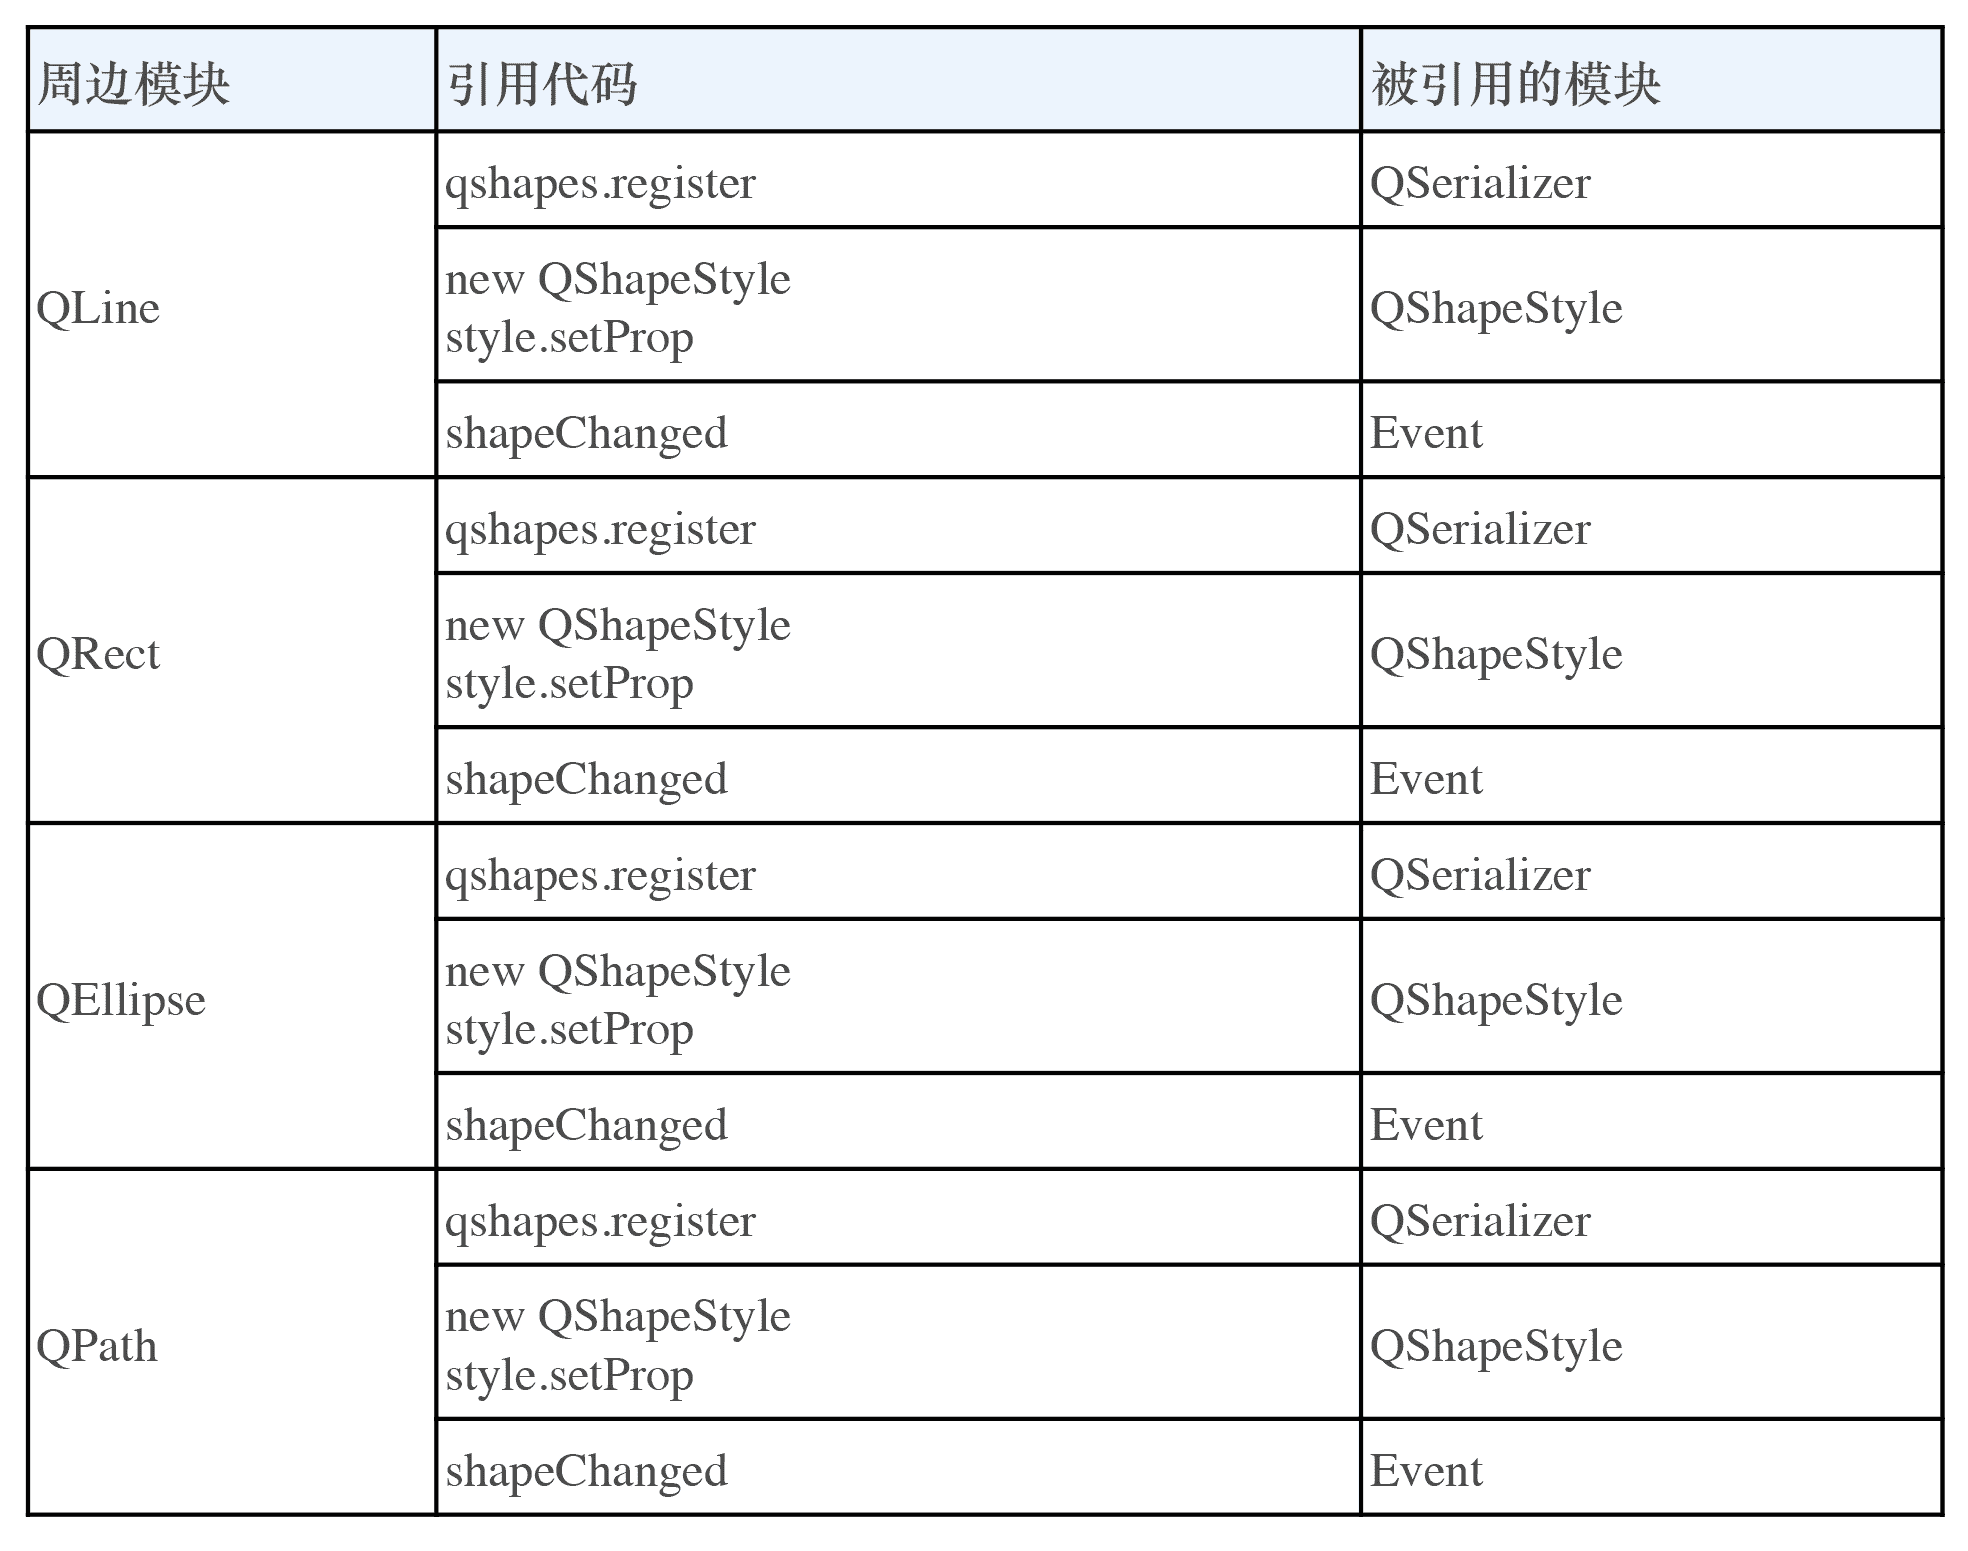 周边模块
引用代码
被引用的模块
QLine
qshapes.register
QSerializer
new QShapeStyle
style.setProp
QShapeStyle
shapeChanged
Event
QRect
qshapes.register
QSerializer
new QShapeStyle
style.setProp
QShapeStyle
shapeChanged
Event
QEllipse
qshapes.register
QSerializer
new QShapeStyle
style.setProp
QShapeStyle
shapeChanged
Event
QPath
qshapes.register
QSerializer
new QShapeStyle
style.setProp
QShapeStyle
shapeChanged
Event